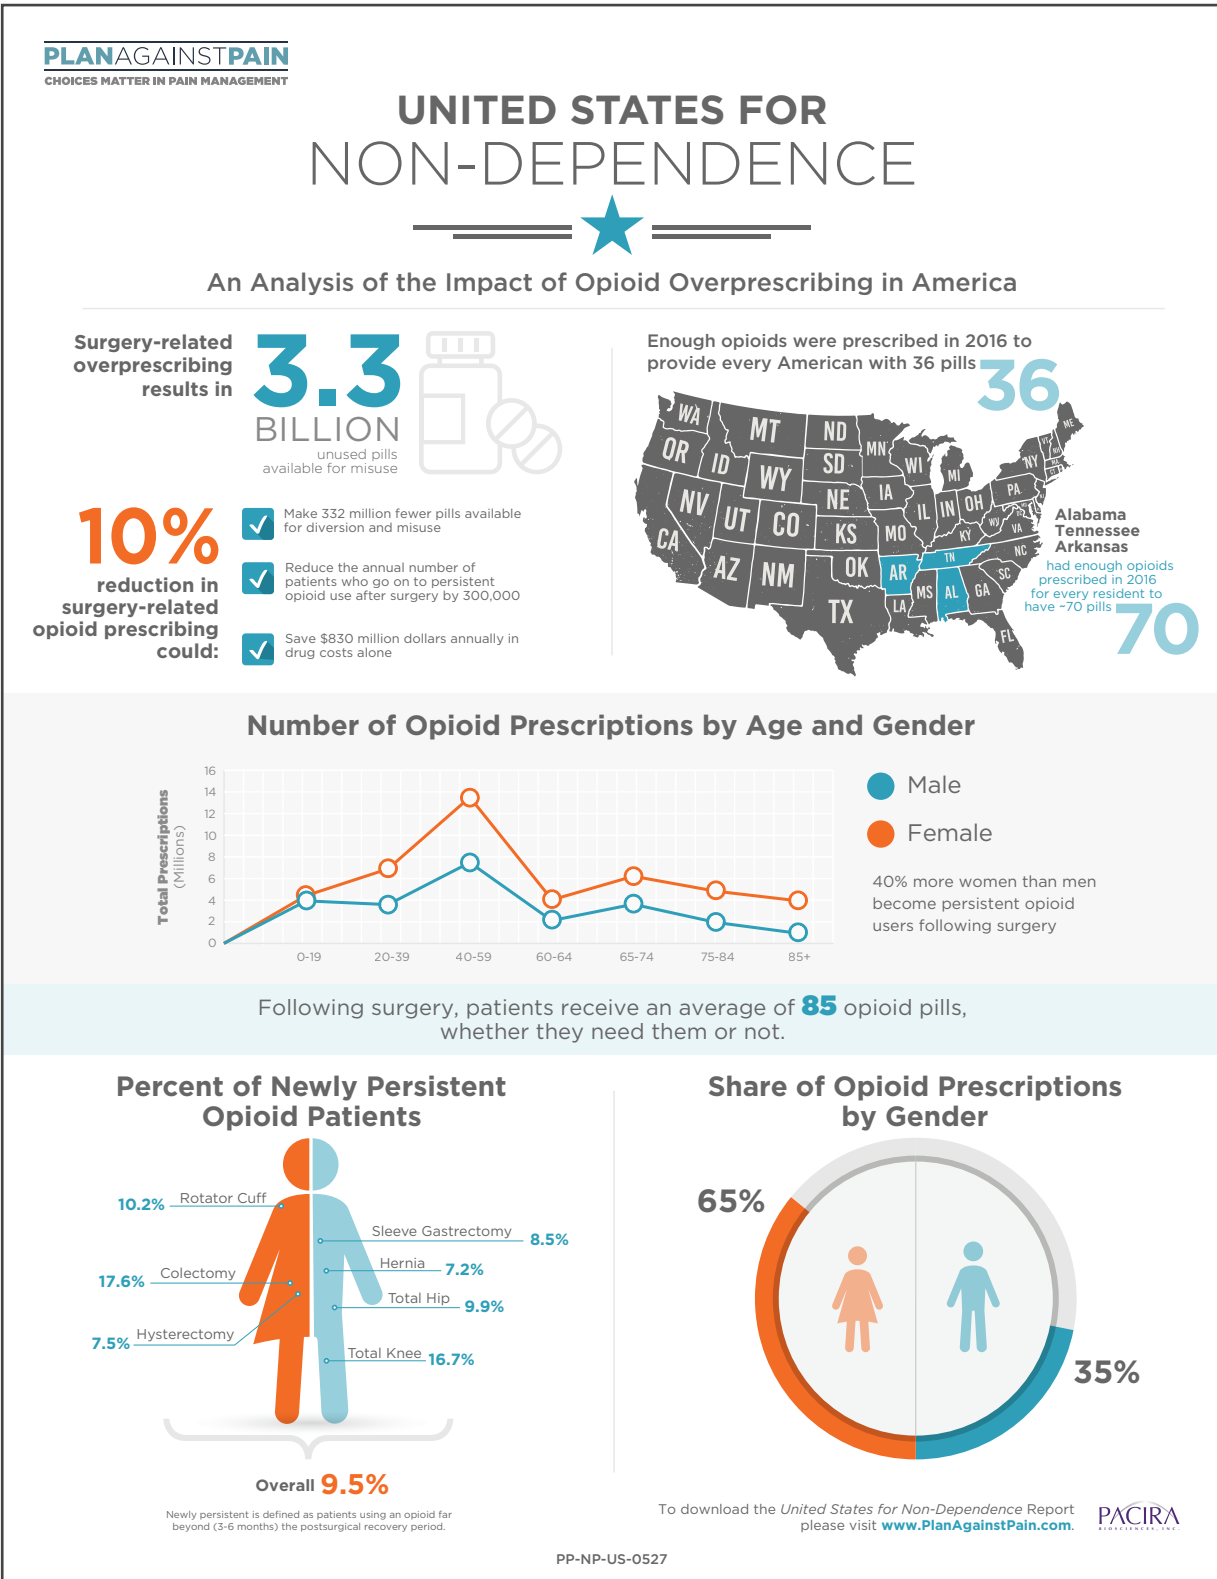 PLANAGAINSTPAIN
CHOICES MATTER IN PAIN MANAGEMENT
UNITED STATES FOR
NON-DEPENDENCE
An Analysis of the Impact of Opioid Overprescribing in America
Surgery-related
overprescribing
results in
3.3
BILLION
unused pills
available for misuse
10%
reduction in
surgery-related
opioid prescribing
could:
Make 332 million fewer pills available
for diversion and misuse
Reduce the annual number of
patients who go on to persistent
opioid use after surgery by 300,000
Save $830 million dollars annually in
drug costs alone
Enough opioids were prescribed in 2016 to
provide every American with 36 pills
36
WA
MT
ND
MN
OR
ID
WY
SD
WI
MI
NY
VT
NH
ME
MA
CT
NV
UT
CO
NE
IA
IL
IN
OH
PA
CA
KS
MO
KY
WV
VA
AZ
NM
OK
AR
TN
NC
SC
TX
LA
MS
AL
GA
FL
Alabama
Tennessee
Arkansas
had enough opioids
prescribed in 2016
for every resident to
have ~70 pills
70
Number of Opioid Prescriptions by Age and Gender
Total Prescriptions
(Millions)
16
14
12
10
8
6
4
2
0
0-19
20-39
40-59
60-64
65-74
75-84
85+
Male
Female
40% more women than men
become persistent opioid
users following surgery
Following surgery, patients receive an average of 85 opioid pills,
whether they need them or not.
Percent of Newly Persistent
Opioid Patients
10.2% Rotator Cuff
Sleeve Gastrectomy 8.5%
17.6% Colectomy
Hernia 7.2%
Total Hip 9.9%
7.5% Hysterectomy
Total Knee 16.7%
Overall 9.5%
Newly persistent is defined as patients using an opioid far
beyond (3-6 months) the postsurgical recovery period.
Share of Opioid Prescriptions
by Gender
65%
35%
To download the United States for Non-Dependence Report
please visit www.PlanAgainstPain.com.
PACIRA
BIOSCIENCES, INC.
PP-NP-US-0527